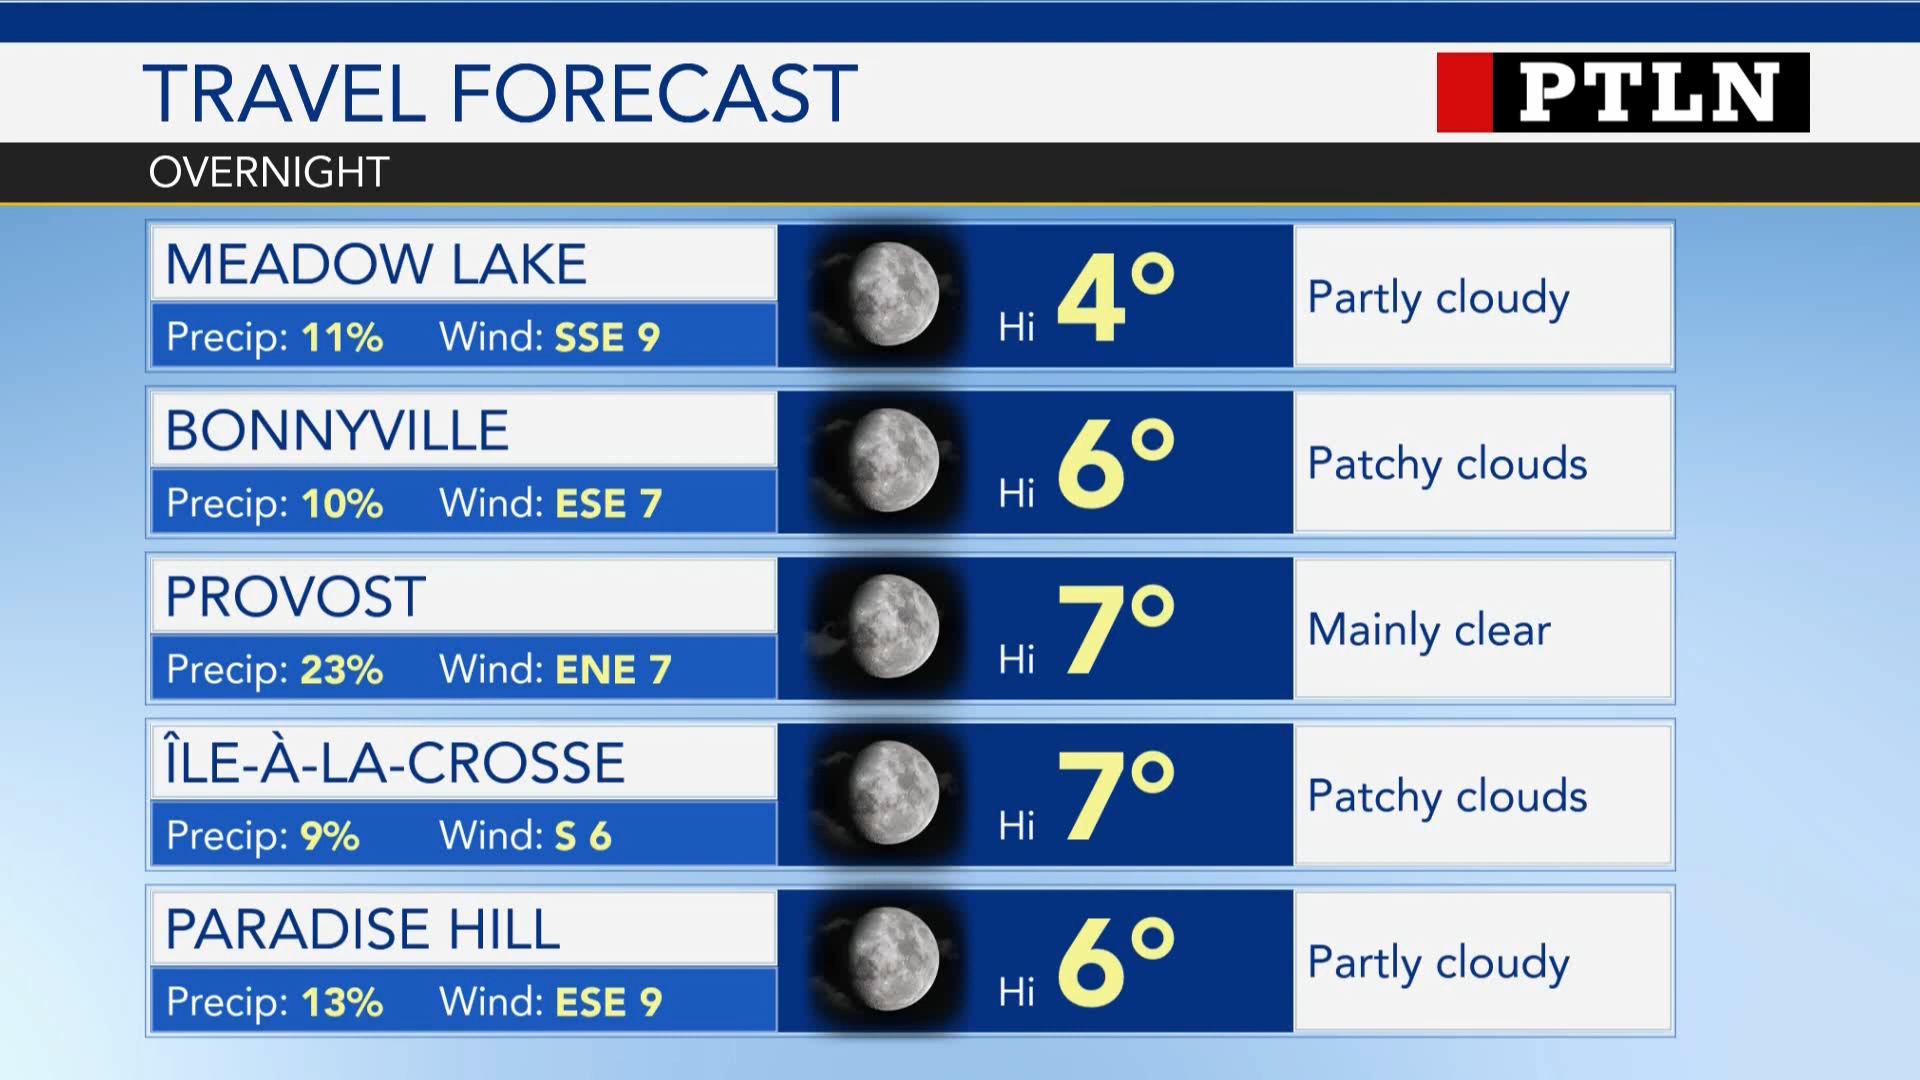 TRAVEL FORECAST
PTLN
OVERNIGHT
MEADOW LAKE
Precip: 11% Wind: SSE 9
Hi 4°
Partly cloudy
BONNYVILLE
Precip: 10% Wind: ESE 7
Hi 6°
Patchy clouds
PROVOST
Precip: 23% Wind: ENE 7
Hi 7°
Mainly clear
ÎLE-À-LA-CROSSE
Precip: 9% Wind: S 6
Hi 7°
Patchy clouds
PARADISE HILL
Precip: 13% Wind: ESE 9
Hi 6°
Partly cloudy